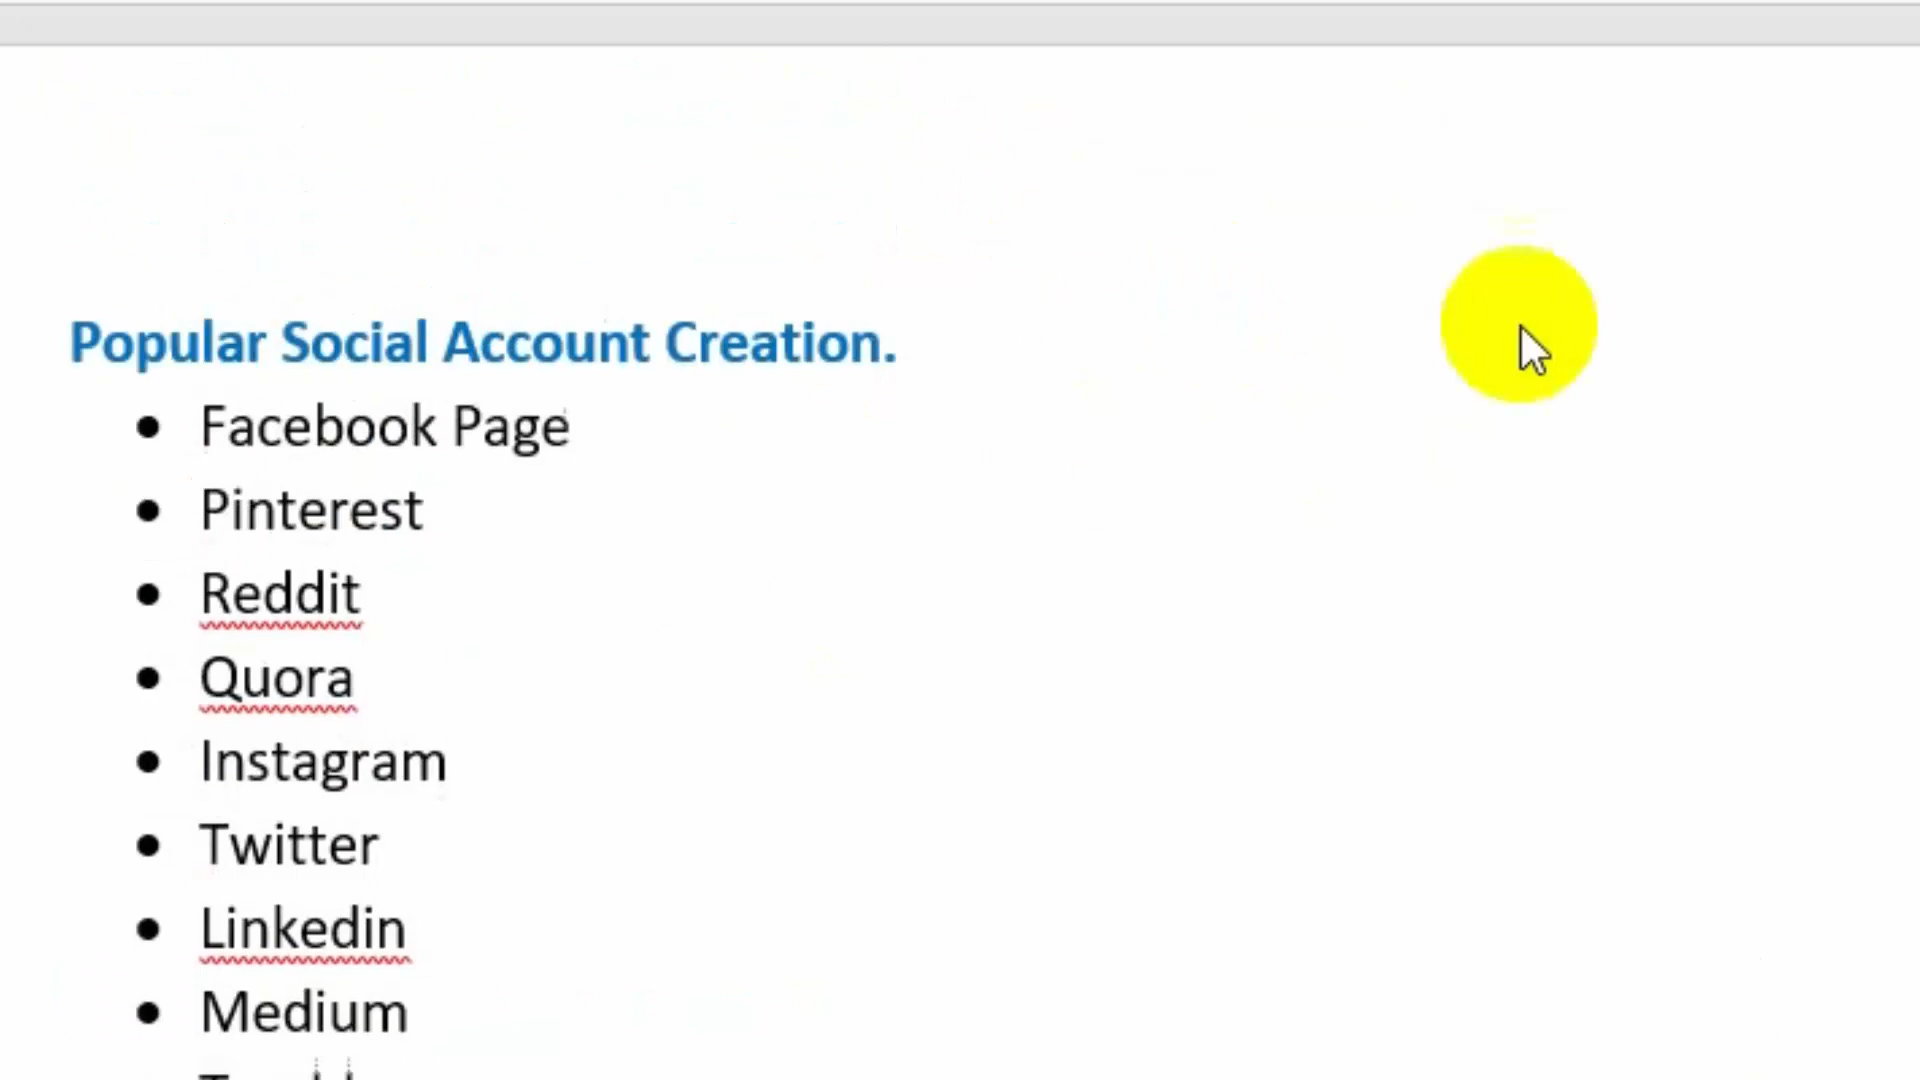 Popular Social Account Creation.
• Facebook Page
• Pinterest
• Reddit
• Quora
• Instagram
• Twitter
• Linkedin
• Medium